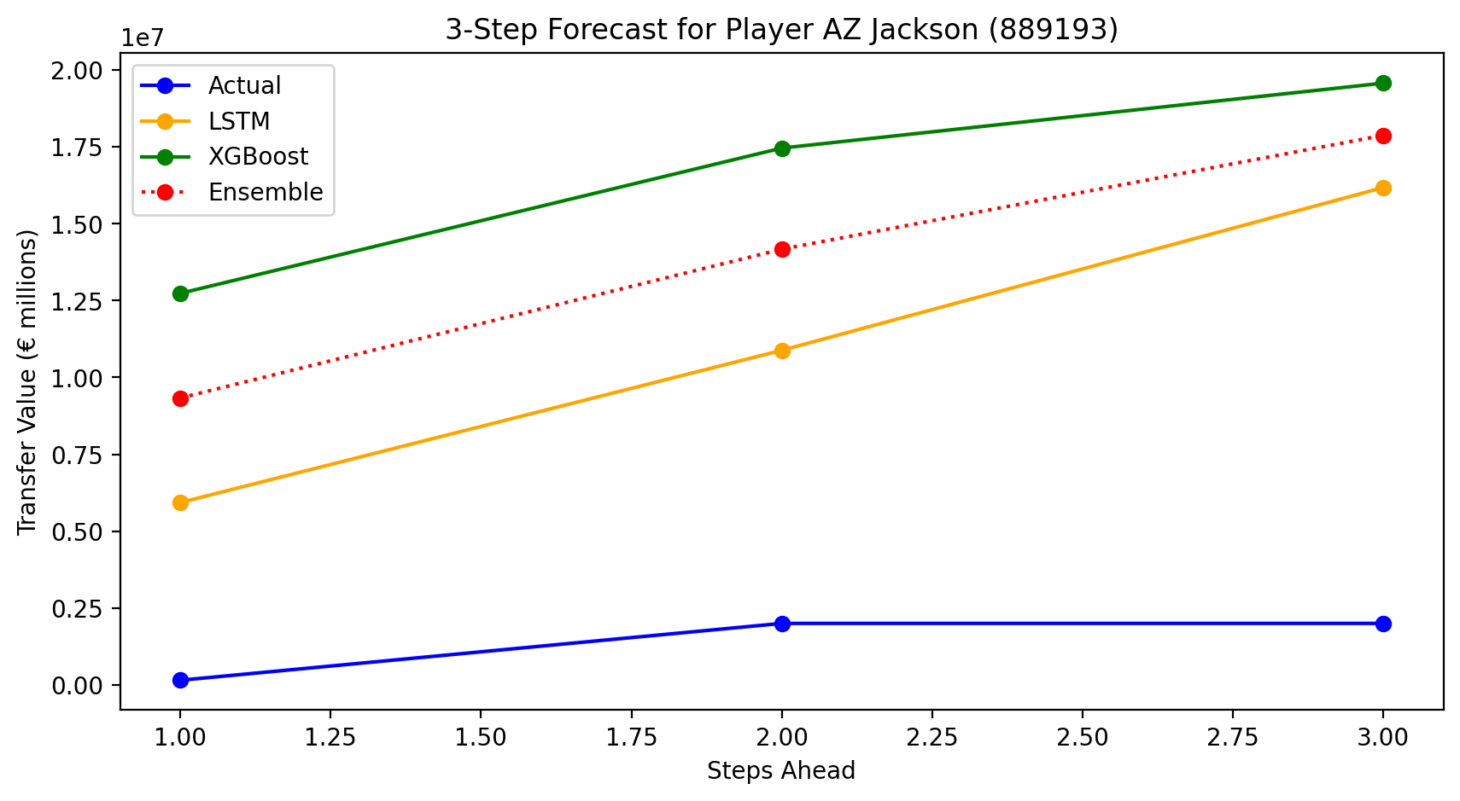 3-Step Forecast for Player AZ Jackson (889193)
1e7
2.00
1.75
1.50
1.25
1.00
0.75
0.50
0.25
0.00
Transfer Value (€ millions)
Actual
LSTM
XGBoost
Ensemble
1.00 1.25 1.50 1.75 2.00 2.25 2.50 2.75 3.00
Steps Ahead